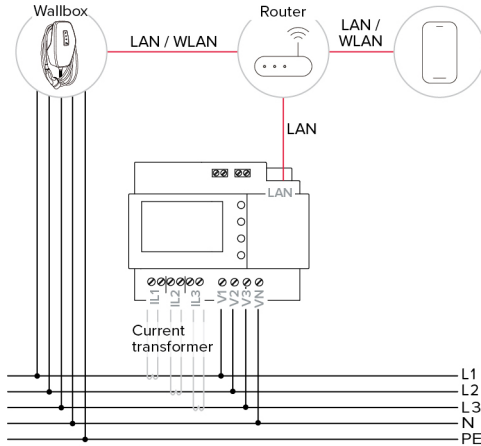 Wallbox
Router
LAN / WLAN
LAN /
WLAN
LAN
LAN
IL1
IL2
IL3
V1
V2
V3
VN
Current
transformer
L1
L2
L3
N
PE